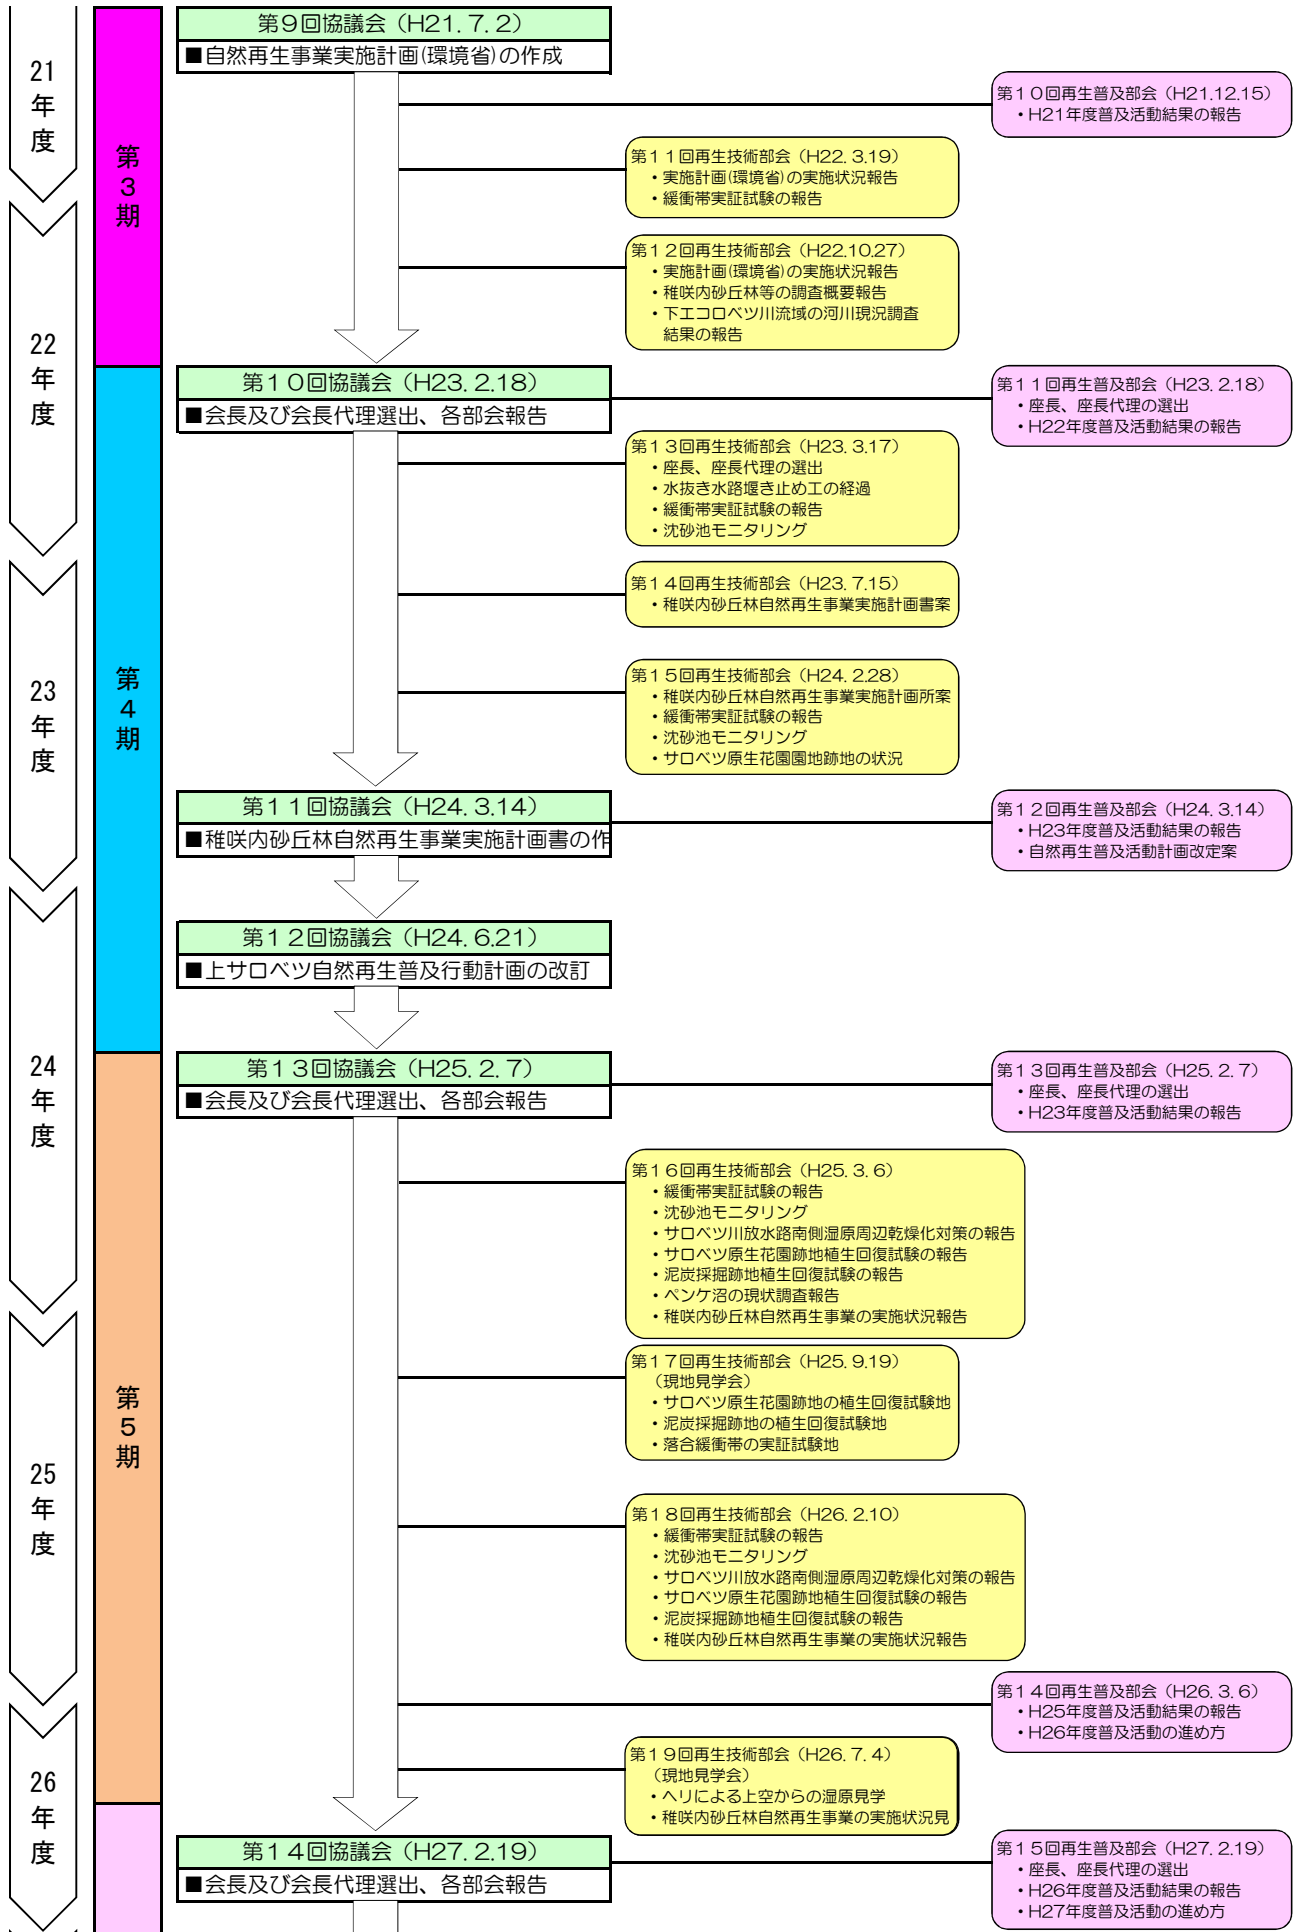 21
年
度
22
年
度
23
年
度
24
年
度
25
年
度
26
年
度
第
3
期
第
4
期
第
5
期
第9回協議会（H21.7.2）
■自然再生事業実施計画(環境省)の作成
第10回再生普及部会（H21.12.15）
・H21年度普及活動結果の報告
第11回再生技術部会（H22.3.19）
・実施計画(環境省)の実施状況報告
・緩衝帯実証試験の報告
第12回再生技術部会（H22.10.27）
・実施計画(環境省)の実施状況報告
・稚咲内砂丘林等の調査概要報告
・下エコロベツ川流域の河川現況調査
結果の報告
第10回協議会（H23.2.18）
■会長及び会長代理選出、各部会報告
第11回再生普及部会（H23.2.18）
・座長、座長代理の選出
・H22年度普及活動結果の報告
第13回再生技術部会（H23.3.17）
・座長、座長代理の選出
・水抜き水路堰き止め工の経過
・緩衝帯実証試験の報告
・沈砂池モニタリング
第14回再生技術部会（H23.7.15）
・稚咲内砂丘林自然再生事業実施計画書案
第15回再生技術部会（H24.2.28）
・稚咲内砂丘林自然再生事業実施計画所案
・緩衝帯実証試験の報告
・沈砂池モニタリング
・サロベツ原生花園園地跡地の状況
第11回協議会（H24.3.14）
■稚咲内砂丘林自然再生事業実施計画書の作
第12回再生普及部会（H24.3.14）
・H23年度普及活動結果の報告
・自然再生普及活動計画改定案
第12回協議会（H24.6.21）
■上サロベツ自然再生普及行動計画の改訂
第13回協議会（H25.2.7）
■会長及び会長代理選出、各部会報告
第13回再生普及部会（H25.2.7）
・座長、座長代理の選出
・H23年度普及活動結果の報告
第16回再生技術部会（H25.3.6）
・緩衝帯実証試験の報告
・沈砂池モニタリング
・サロベツ川放水路南側湿原周辺乾燥化対策の報告
・サロベツ原生花園跡地植生回復試験の報告
・泥炭採掘跡地植生回復試験の報告
・ペンケ沼の現状調査報告
・稚咲内砂丘林自然再生事業の実施状況報告
第17回再生技術部会（H25.9.19）
（現地見学会）
・サロベツ原生花園跡地の植生回復試験地
・泥炭採掘跡地の植生回復試験地
・落合緩衝帯の実証試験地
第18回再生技術部会（H26.2.10）
・緩衝帯実証試験の報告
・沈砂池モニタリング
・サロベツ川放水路南側湿原周辺乾燥化対策の報告
・サロベツ原生花園跡地植生回復試験の報告
・泥炭採掘跡地植生回復試験の報告
・稚咲内砂丘林自然再生事業の実施状況報告
第14回再生普及部会（H26.3.6）
・H25年度普及活動結果の報告
・H26年度普及活動の進め方
第19回再生技術部会（H26.7.4）
（現地見学会）
・ヘリによる上空からの湿原見学
・稚咲内砂丘林自然再生事業の実施状況見
第14回協議会（H27.2.19）
■会長及び会長代理選出、各部会報告
第15回再生普及部会（H27.2.19）
・座長、座長代理の選出
・H26年度普及活動結果の報告
・H27年度普及活動の進め方